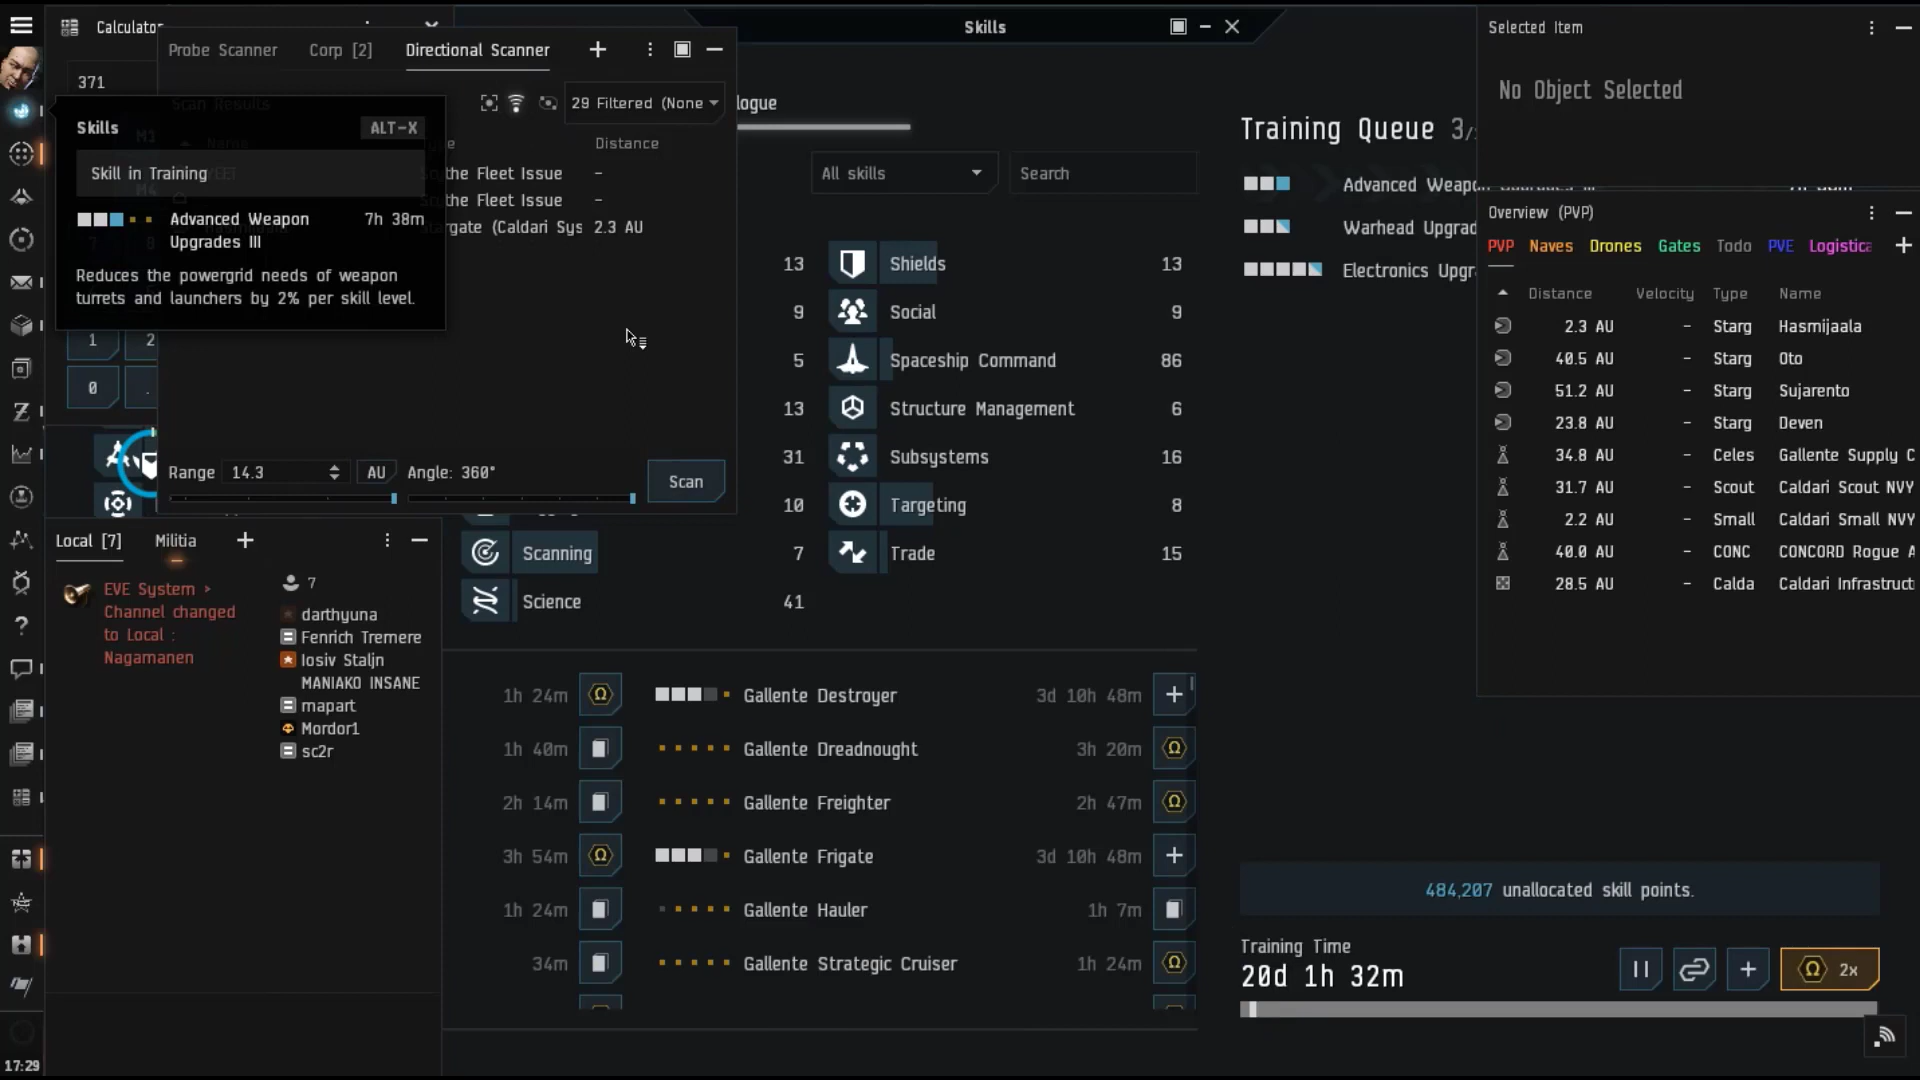 Calculator
371
Probe Scanner
Corp [2]
Directional Scanner
Scan Results
29 Filtered (None
Name
Distance
the Fleet Issue -
the Fleet Issue -
(Caldari Sys 2.3 AU
Skills
ALT-X
Skill in Training
Advanced Weapon 7h 38m
Upgrades III
Reduces the powergrid needs of weapon
turrets and launchers by 2% per skill level.
1 2
0 .
Range 14.3 AU Angle: 360°
Scan
Skills
logue
All skills
Search
13 Shields 13
9 Social 9
5 Spaceship Command 86
13 Structure Management 6
31 Subsystems 16
10 Targeting 8
Scanning 7 Trade 15
Science 41
1h 24m Gallente Destroyer 3d 10h 48m
1h 40m Gallente Dreadnought 3h 20m
2h 14m Gallente Freighter 2h 47m
3h 54m Gallente Frigate 3d 10h 48m
1h 24m Gallente Hauler 1h 7m
34m Gallente Strategic Cruiser 1h 24m
Training Queue 3/
Advanced Weapon
Warhead Upgrad
Electronics Upgr
484,207 unallocated skill points.
Training Time
20d 1h 32m
Ω 2x
Selected Item
No Object Selected
Overview (PVP)
PVP Naves Drones Gates Todo PVE Logistica
Distance Velocity Type Name
2.3 AU - Starg Hasmijaala
40.5 AU - Starg Oto
51.2 AU - Starg Sujarento
23.8 AU - Starg Deven
34.8 AU - Celes Gallente Supply C
31.7 AU - Scout Caldari Scout NVY
2.2 AU - Small Caldari Small NVY
40.0 AU - CONC CONCORD Rogue A
28.5 AU - Calda Caldari Infrastruct
Local [7]
Militia
EVE System >
Channel changed
to Local :
Nagamanen
7
darthyuna
Fenrich Tremere
Iosiv Staljn
MANIAKO INSANE
mapart
Mordor1
sc2r
17:29